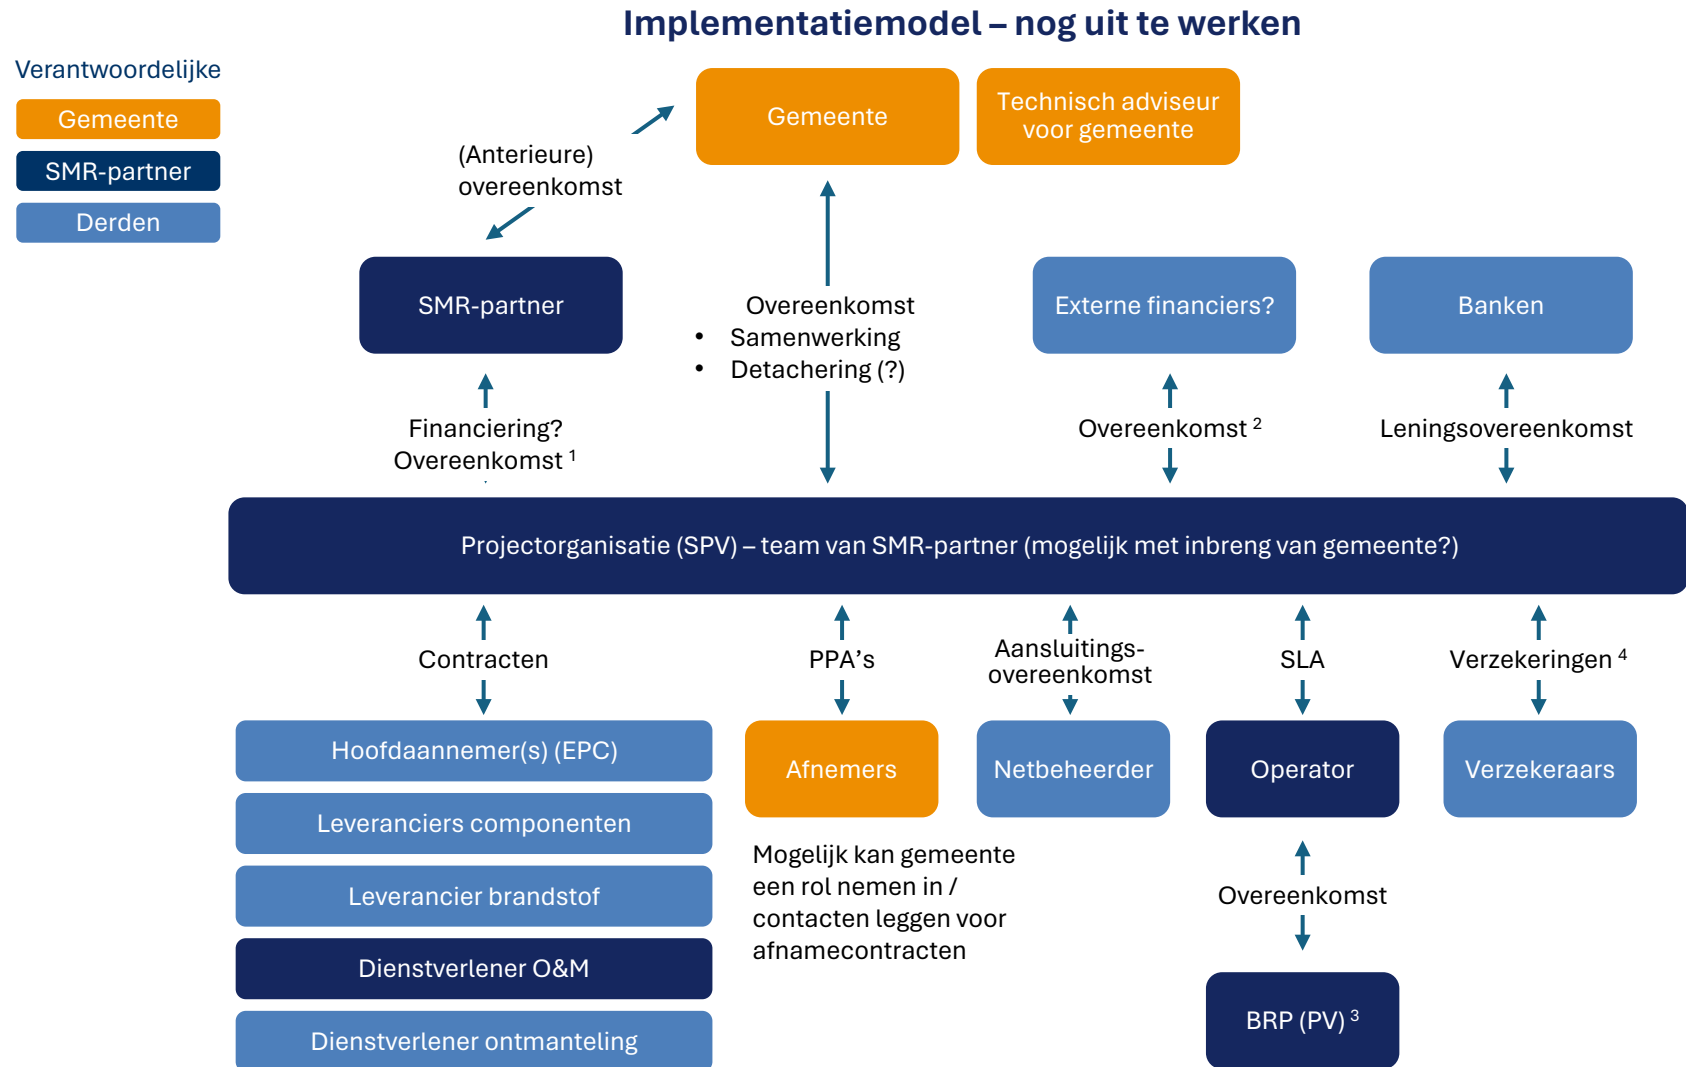 Implementatiemodel – nog uit te werken
Verantwoordelijke
Gemeente
SMR-partner
Derden
Gemeente
Technisch adviseur
voor gemeente
(Anterieure)
overeenkomst
SMR-partner
Overeenkomst
• Samenwerking
• Detachering (?)
Externe financiers?
Banken
Financiering?
Overeenkomst ¹
Overeenkomst ²
Leningsovereenkomst
Projectorganisatie (SPV) – team van SMR-partner (mogelijk met inbreng van gemeente?)
Contracten
PPA’s
Aansluitings-
overeenkomst
SLA
Verzekeringen ⁴
Hoofdaannemer(s) (EPC)
Leveranciers componenten
Leverancier brandstof
Dienstverlener O&M
Dienstverlener ontmanteling
Afnemers
Netbeheerder
Operator
Verzekeraars
Mogelijk kan gemeente
een rol nemen in /
contacten leggen voor
afnamecontracten
Overeenkomst
BRP (PV) ³